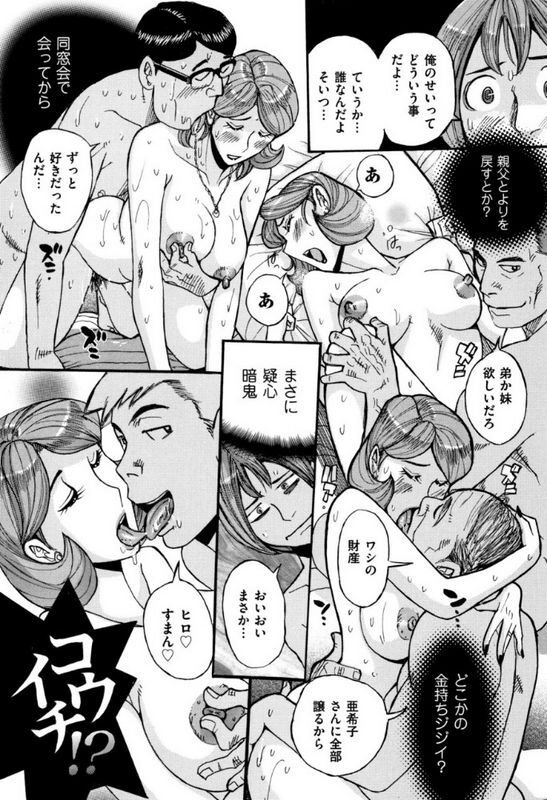 俺のせいって
どういう事
だよ…
ていうか…
誰なんだよ
そいつ…
親父とよりを
戻すとか？
あ
あ
弟か妹
欲しいだろ
同窓会で
会ってから
ずっと
好きだった
んだ…
どこかの
金持ちジジイ？
ワシの
財産
亜希子
さんに全部
譲るから
まさに
疑心
暗鬼
おいおい
まさか…
ヒロ♡
すまん♡
コウ
イチ!?